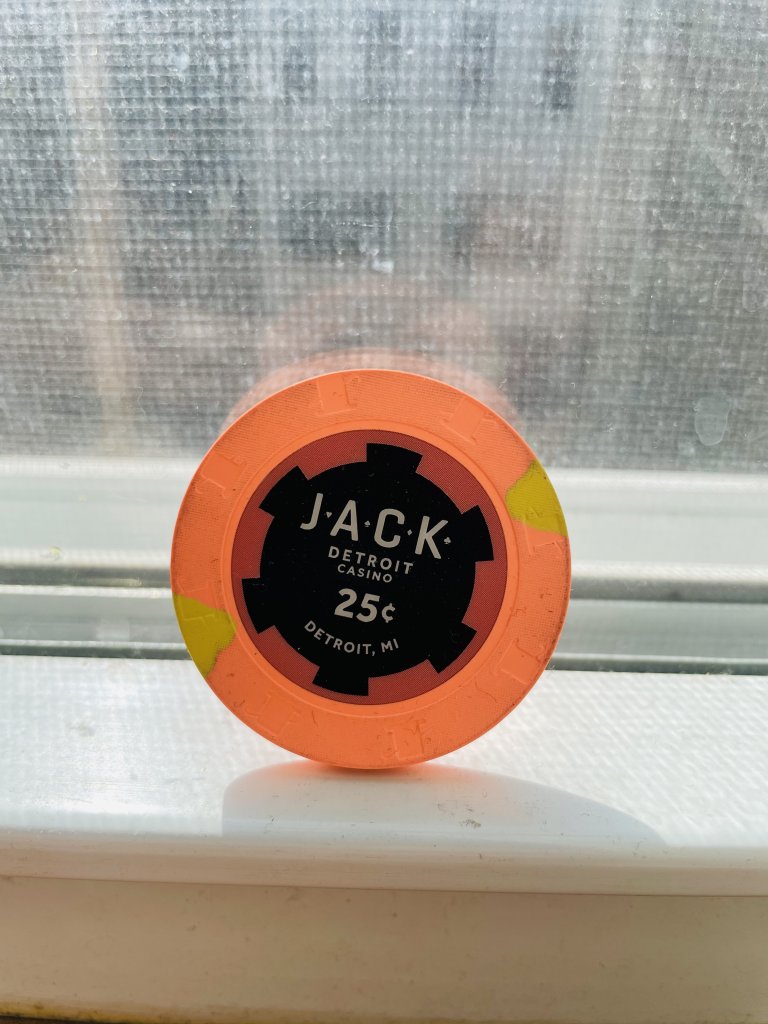 J♥A♣C♦K♠
DETROIT
CASINO
25¢
DETROIT, MI